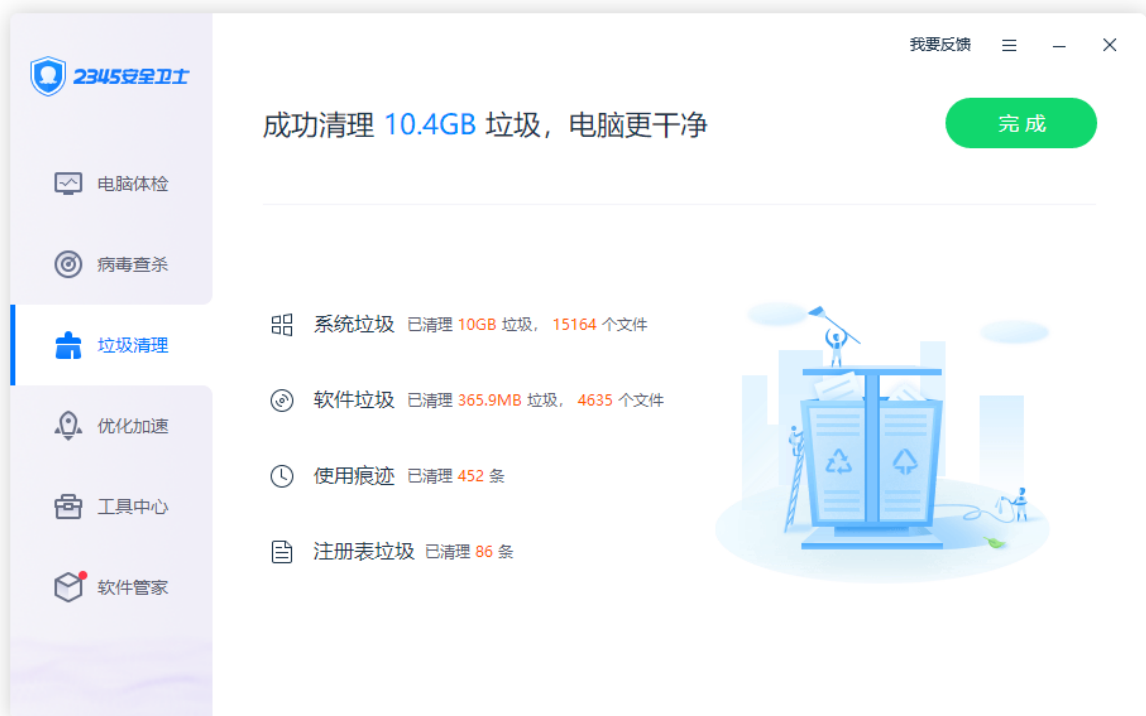 我要反馈
2345安全卫士
成功清理 10.4GB 垃圾，电脑更干净
完成
电脑体检
病毒查杀
垃圾清理
优化加速
工具中心
软件管家
系统垃圾 已清理 10GB 垃圾， 15164 个文件
软件垃圾 已清理 365.9MB 垃圾， 4635 个文件
使用痕迹 已清理 452 条
注册表垃圾 已清理 86 条